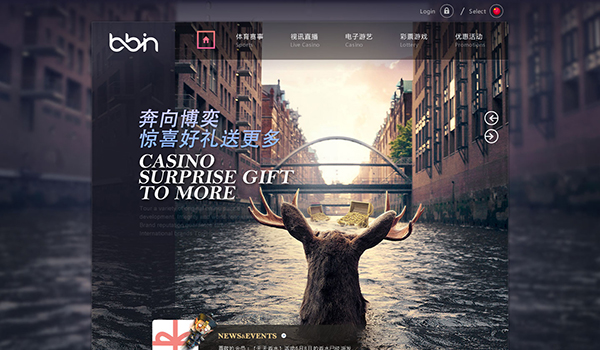 Login / Select
bbin
体育赛事 视讯直播 电子游艺 彩票游戏 优惠活动
Sports Live Casino Casino Lottery Promotions
奔向博奕
惊喜好礼送更多
CASINO
SURPRISE GIFT
TO MORE
NEWS&EVENTS